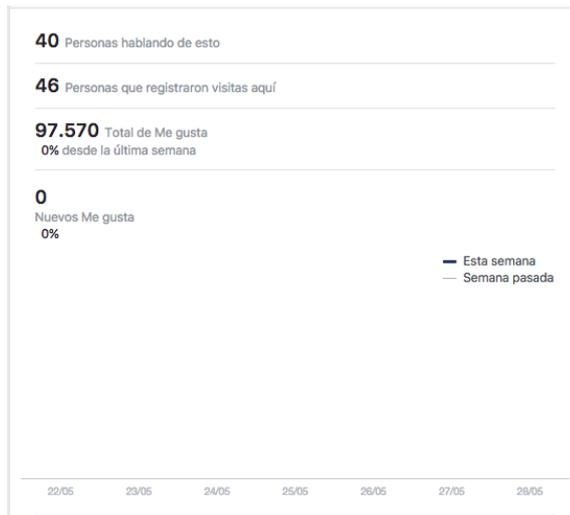 40 Personas hablando de esto
46 Personas que registraron visitas aquí
97.570 Total de Me gusta
0% desde la última semana
0
Nuevos Me gusta
0%
Esta semana
Semana pasada
22/05 23/05 24/05 25/05 26/05 27/05 28/05